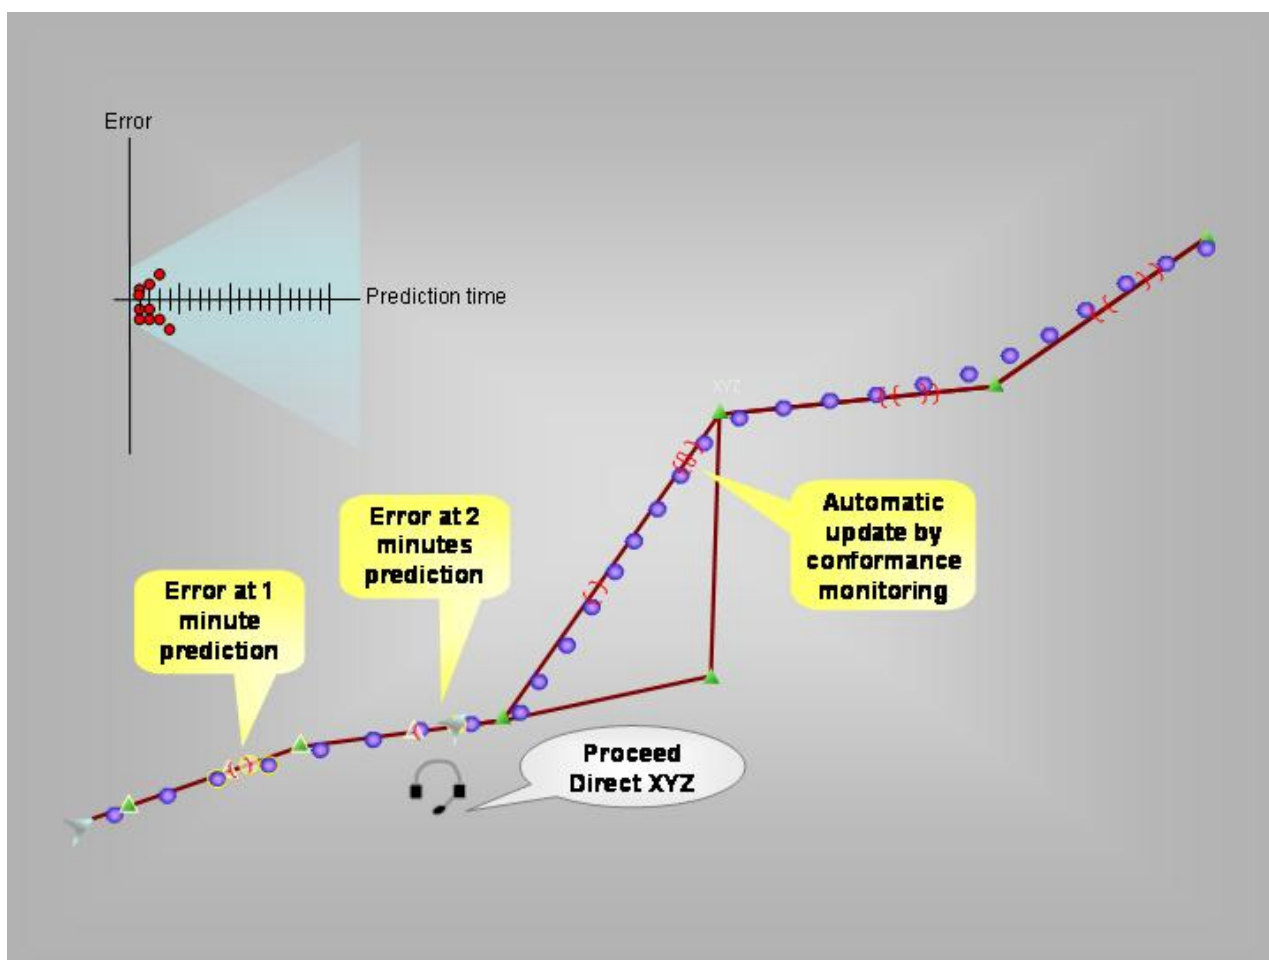 Error
Prediction time
XYZ
Error at 2
minutes
prediction
Automatic
update by
conformance
monitoring
Error at 1
minute
prediction
Proceed
Direct XYZ